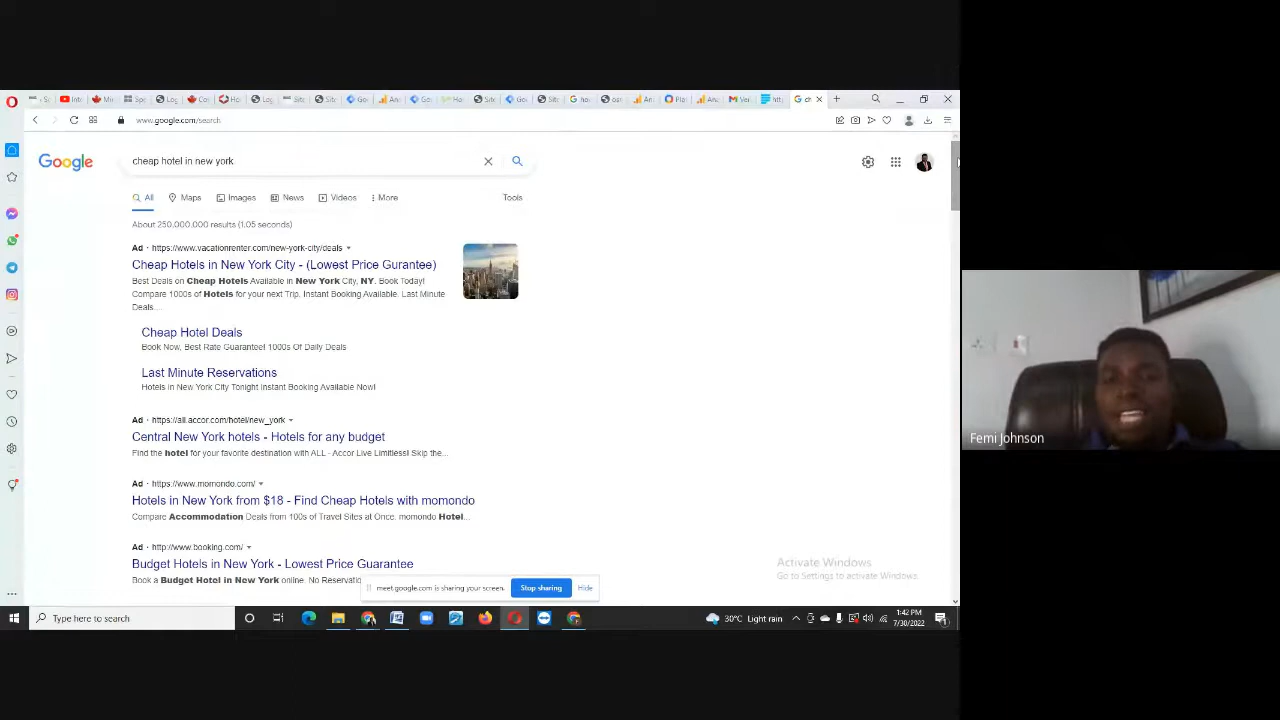 www.google.com/search
Google
cheap hotel in new york
All
Maps
Images
News
Videos
More
Tools
About 250,000,000 results (1.05 seconds)
Ad · https://www.vacationrenter.com/new-york-city/deals
Cheap Hotels in New York City - (Lowest Price Gurantee)
Best Deals on Cheap Hotels Available in New York City, NY. Book Today!
Compare 1000s of Hotels for your next Trip. Instant Booking Available. Last Minute
Deals...
Cheap Hotel Deals
Book Now, Best Rate Guarantee! 1000s Of Daily Deals
Last Minute Reservations
Hotels in New York City Tonight Instant Booking Available Now!
Ad · https://all.accor.com/hotel/new_york
Central New York hotels - Hotels for any budget
Find the hotel for your favorite destination with ALL - Accor Live Limitless! Skip the...
Ad · https://www.momondo.com/
Hotels in New York from $18 - Find Cheap Hotels with momondo
Compare Accommodation Deals from 100s of Travel Sites at Once. momondo Hotel...
Ad · http://www.booking.com/
Budget Hotels in New York - Lowest Price Guarantee
Book a Budget Hotel in New York online. No Reservatio
meet.google.com is sharing your screen.
Stop sharing
Hide
Activate Windows
Go to Settings to activate Windows.
Femi Johnson
Type here to search
30°C Light rain
1:42 PM
7/30/2022